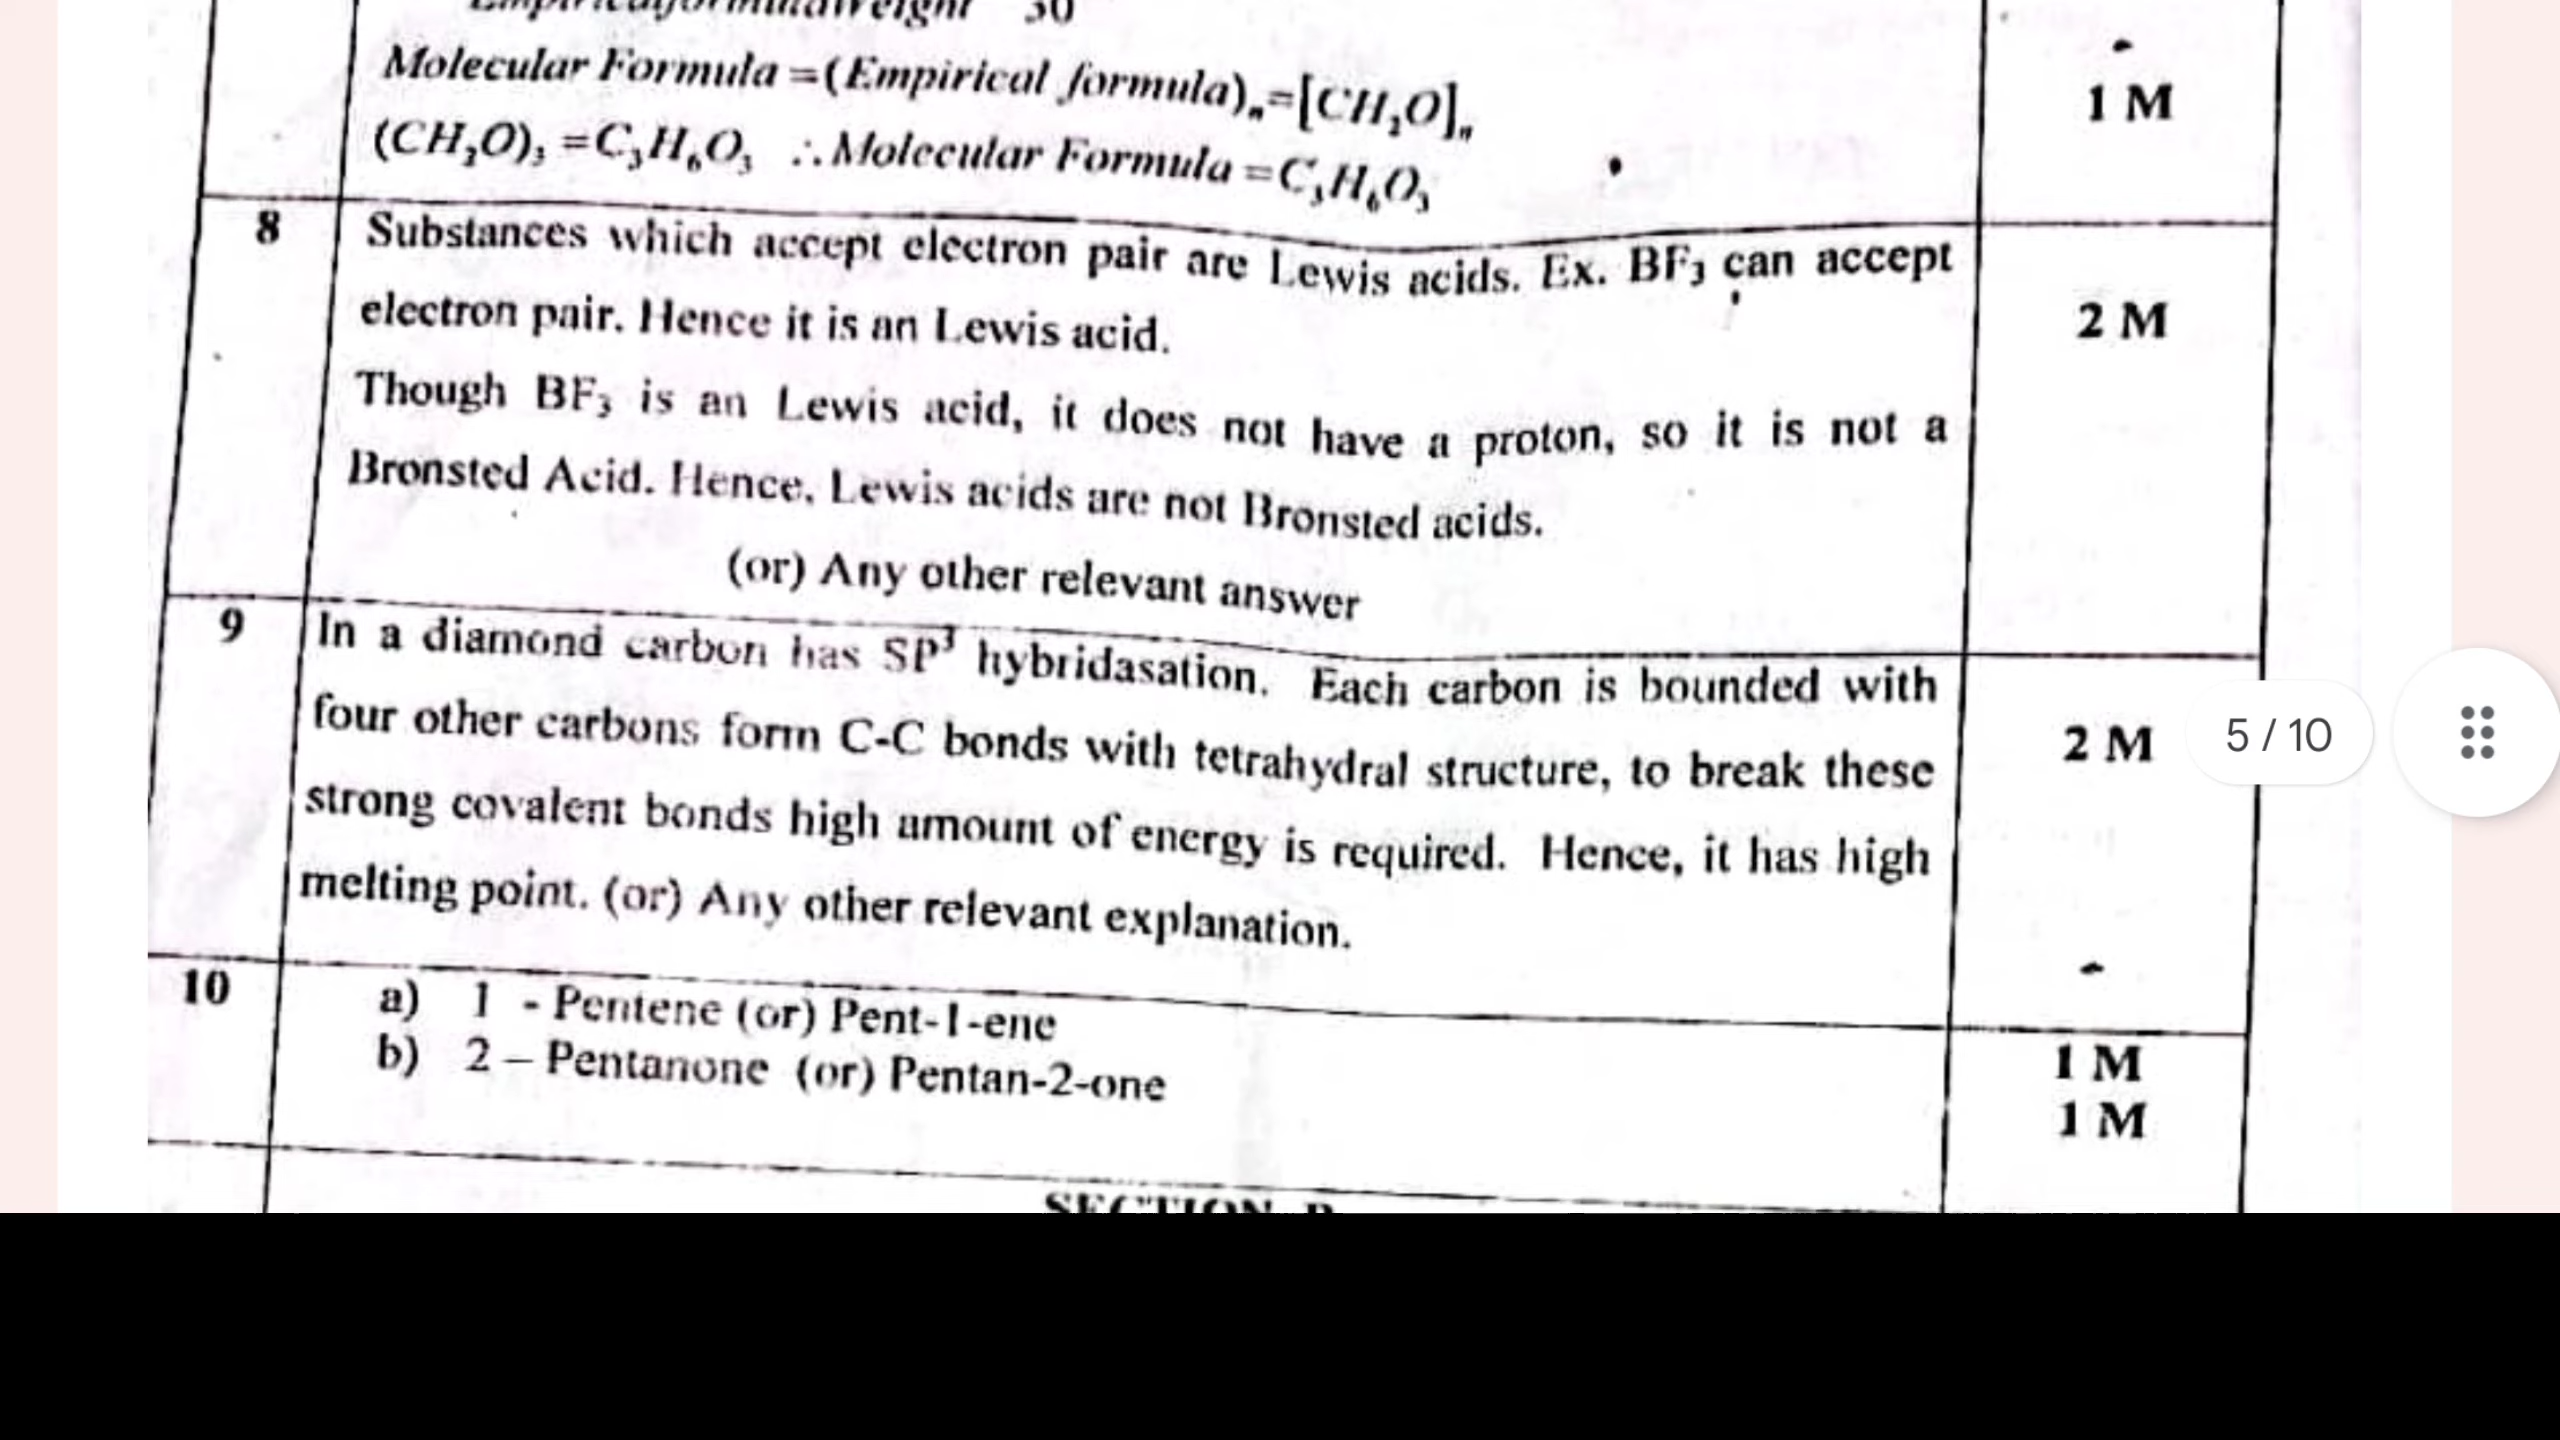 Molecular Formula =(Empirical formula)ₙ=[CH₂O]ₙ
1 M
(CH₂O)₃ =C₃H₆O₃ ∴Molecular Formula =C₃H₆O₃
8 Substances which accept electron pair are Lewis acids. Ex. BF₃ can accept
electron pair. Hence it is an Lewis acid.
2 M
Though BF₃ is an Lewis acid, it does not have a proton, so it is not a
Bronsted Acid. Hence, Lewis acids are not Bronsted acids.
(or) Any other relevant answer
9 In a diamond carbon has SP³ hybridasation. Each carbon is bounded with
four other carbons form C-C bonds with tetrahydral structure, to break these
2 M
5 / 10
strong covalent bonds high amount of energy is required. Hence, it has high
melting point. (or) Any other relevant explanation.
10 a) 1 - Pentene (or) Pent-1-ene
1 M
b) 2 – Pentanone (or) Pentan-2-one
1 M